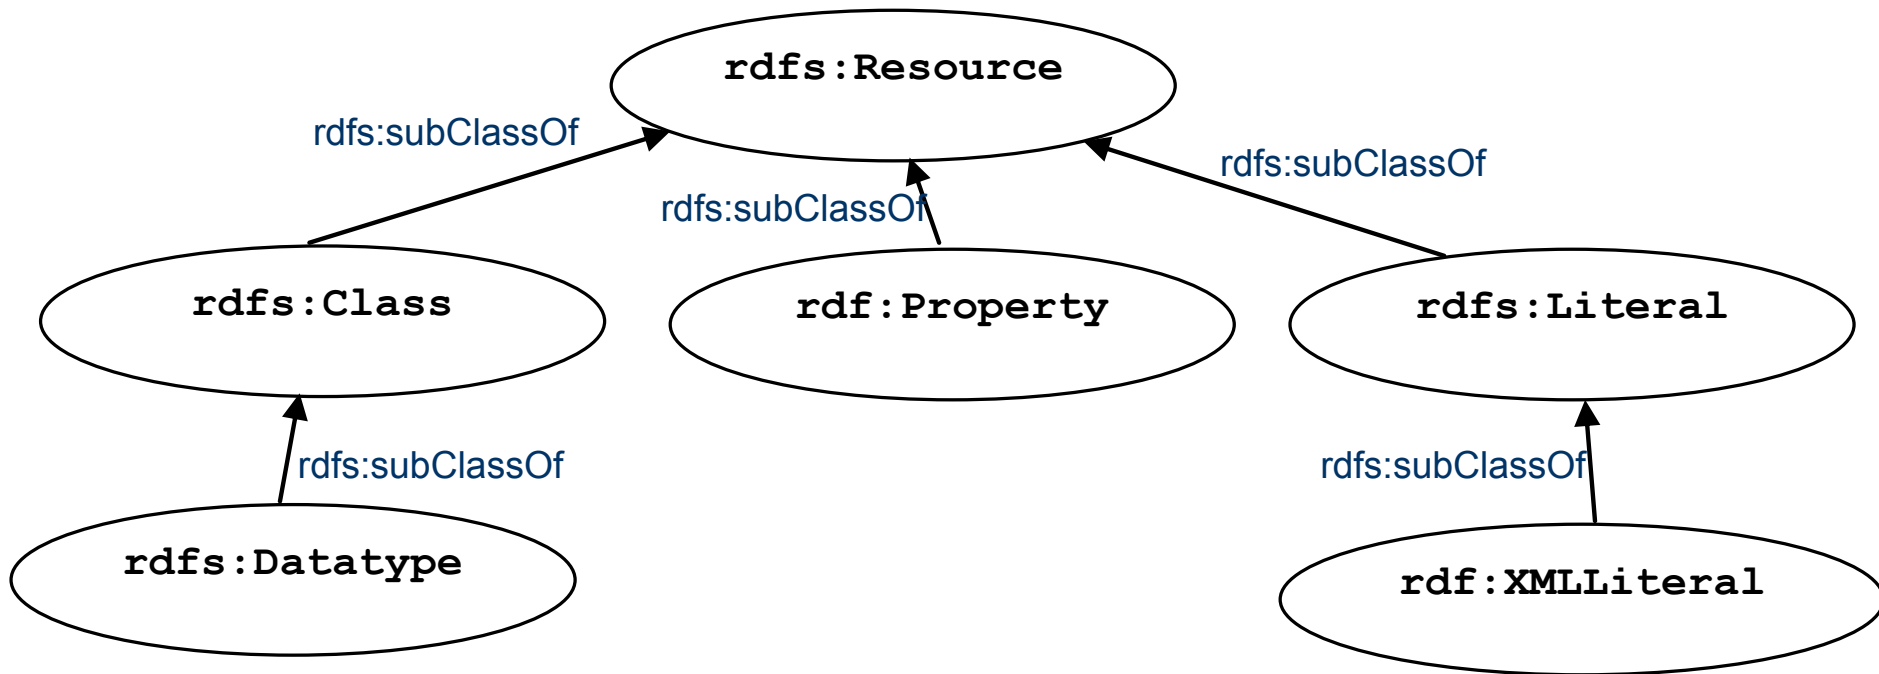 rdfs:Resource
rdfs:subClassOf
rdfs:subClassOf
rdfs:subClassOf
rdfs:Class
rdf:Property
rdfs:Literal
rdfs:subClassOf
rdfs:subClassOf
rdfs:Datatype
rdf:XMLLiteral